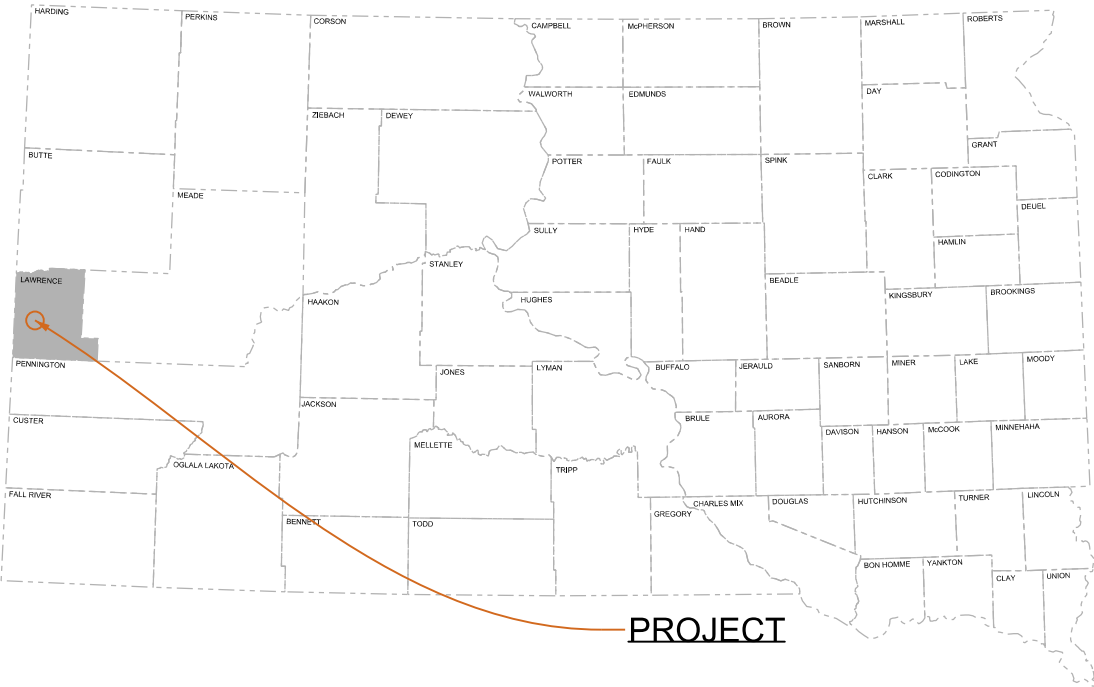 HARDING
PERKINS
CORSON
CAMPBELL
McPHERSON
BROWN
MARSHALL
ROBERTS
WALWORTH
EDMUNDS
DAY
ZIEBACH
DEWEY
GRANT
BUTTE
POTTER
FAULK
SPINK
CLARK
CODINGTON
MEADE
DEUEL
SULLY
HYDE
HAND
HAMLIN
STANLEY
LAWRENCE
BEADLE
HAAKON
HUGHES
KINGSBURY
BROOKINGS
PENNINGTON
JONES
LYMAN
BUFFALO
JERAULD
SANBORN
MINER
LAKE
MOODY
JACKSON
CUSTER
BRULE
AURORA
DAVISON
HANSON
McCOOK
MINNEHAHA
MELLETTE
OGLALA LAKOTA
TRIPP
FALL RIVER
CHARLES MIX
DOUGLAS
HUTCHINSON
TURNER
LINCOLN
GREGORY
BENNETT
TODD
BON HOMME
YANKTON
CLAY
UNION
PROJECT